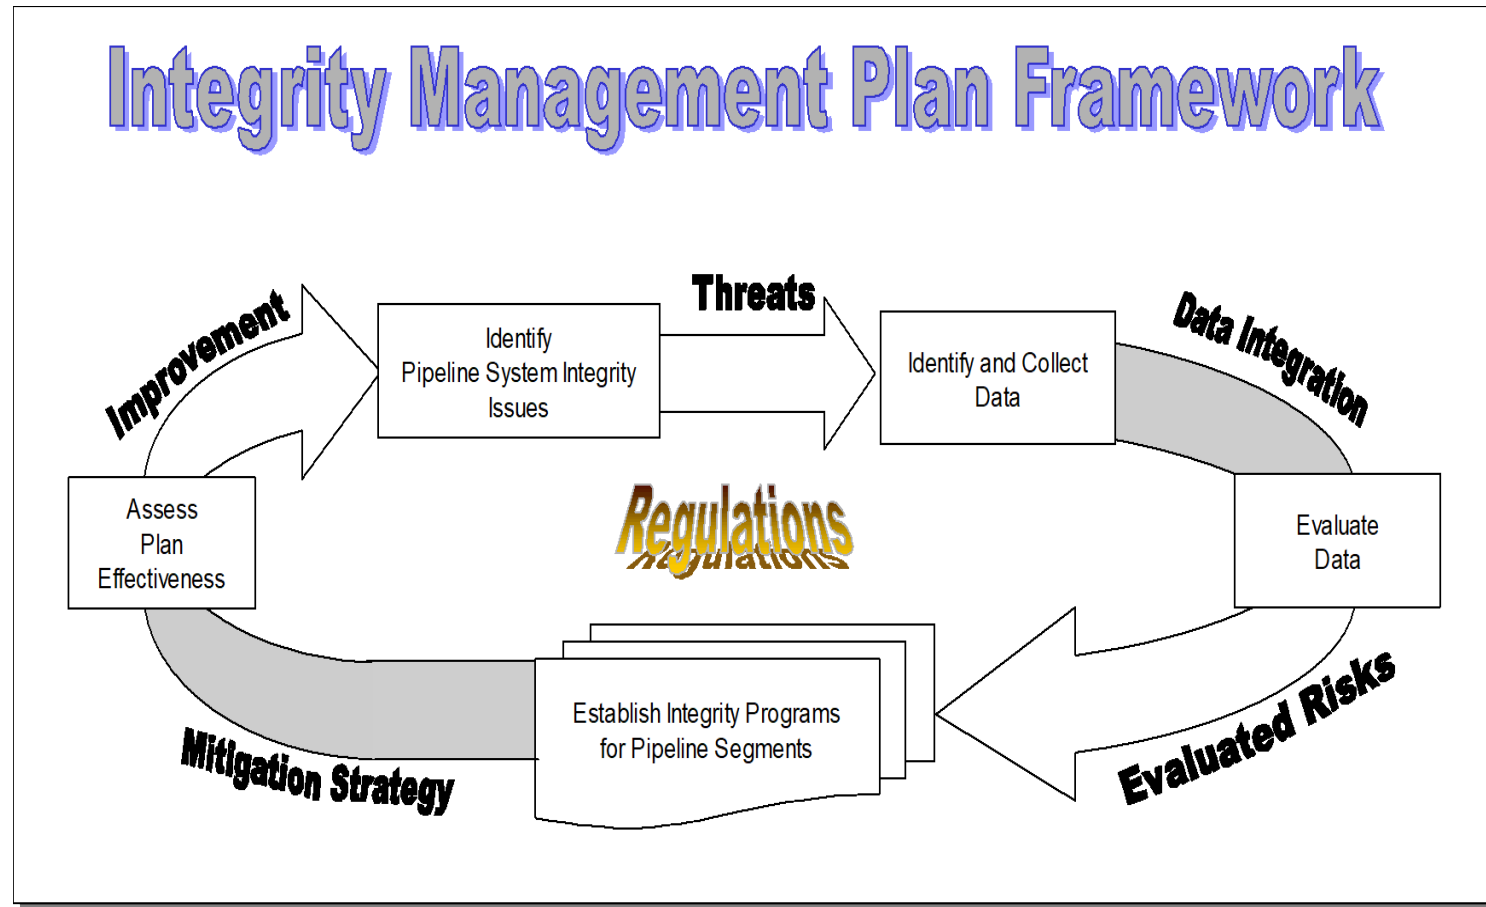 Integrity Management Plan Framework
Improvement
Identify
Pipeline System Integrity
Issues
Threats
Identify and Collect
Data
Data Integration
Assess
Plan
Effectiveness
Regulations
Evaluate
Data
Establish Integrity Programs
for Pipeline Segments
Mitigation Strategy
Evaluated Risks